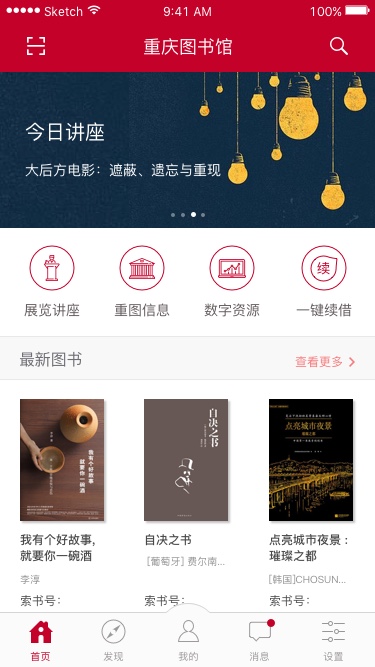 Sketch 9:41 AM 100%
重庆图书馆
今日讲座
大后方电影：遮蔽、遗忘与重现
续
展览讲座 重图信息 数字资源 一键续借
最新图书 查看更多
我有个好故事，
就要你一碗酒
自决之书
点亮城市夜景
璀璨之都
我有个好故事,
就要你一碗酒
李淳
索书号:
自决之书
[葡萄牙] 费尔南...
索书号:
点亮城市夜景 :
璀璨之都
[韩国]CHOSUN...
索书号:
首页 发现 我的 消息 设置